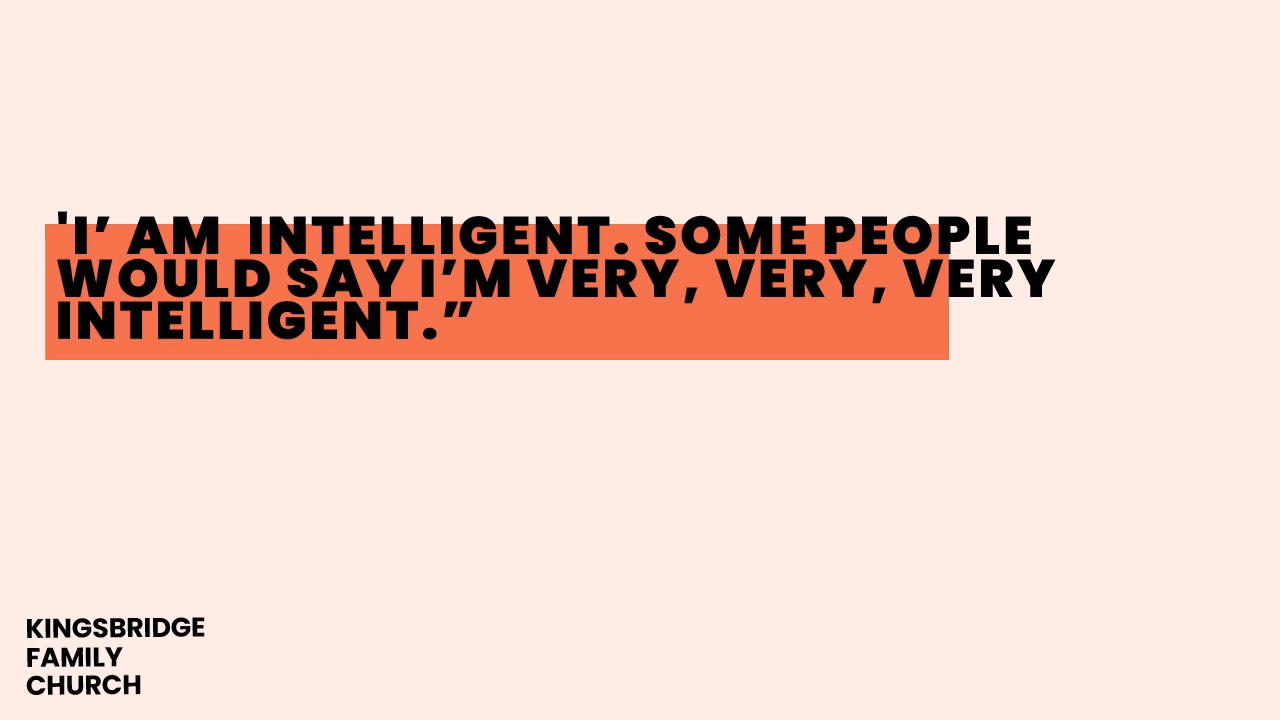 'I’ AM  INTELLIGENT. SOME PEOPLE
WOULD SAY I’M VERY, VERY, VERY
INTELLIGENT.”
KINGSBRIDGE
FAMILY
CHURCH